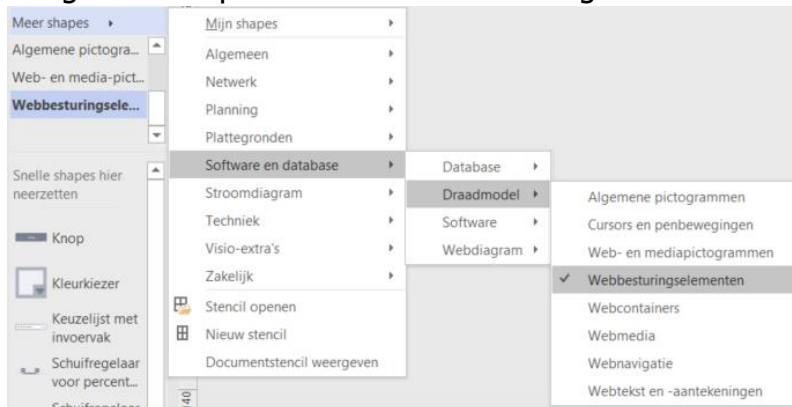 Meer shapes
Algemene pictogra...
Web- en media-pict...
Webbesturingsele...
Snelle shapes hier
neerzetten
Knop
Kleurkiezer
Keuzelijst met
invoervak
Schuifregelaar
voor percent...
Mijn shapes
Algemeen
Netwerk
Planning
Plattegronden
Software en database
Stroomdiagram
Techniek
Visio-extra's
Zakelijk
Stencil openen
Nieuw stencil
Documentstencil weergeven
Database
Draadmodel
Software
Webdiagram
Algemene pictogrammen
Cursors en penbewegingen
Web- en mediapictogrammen
Webbesturingselementen
Webcontainers
Webmedia
Webnavigatie
Webtekst en -aantekeningen
140